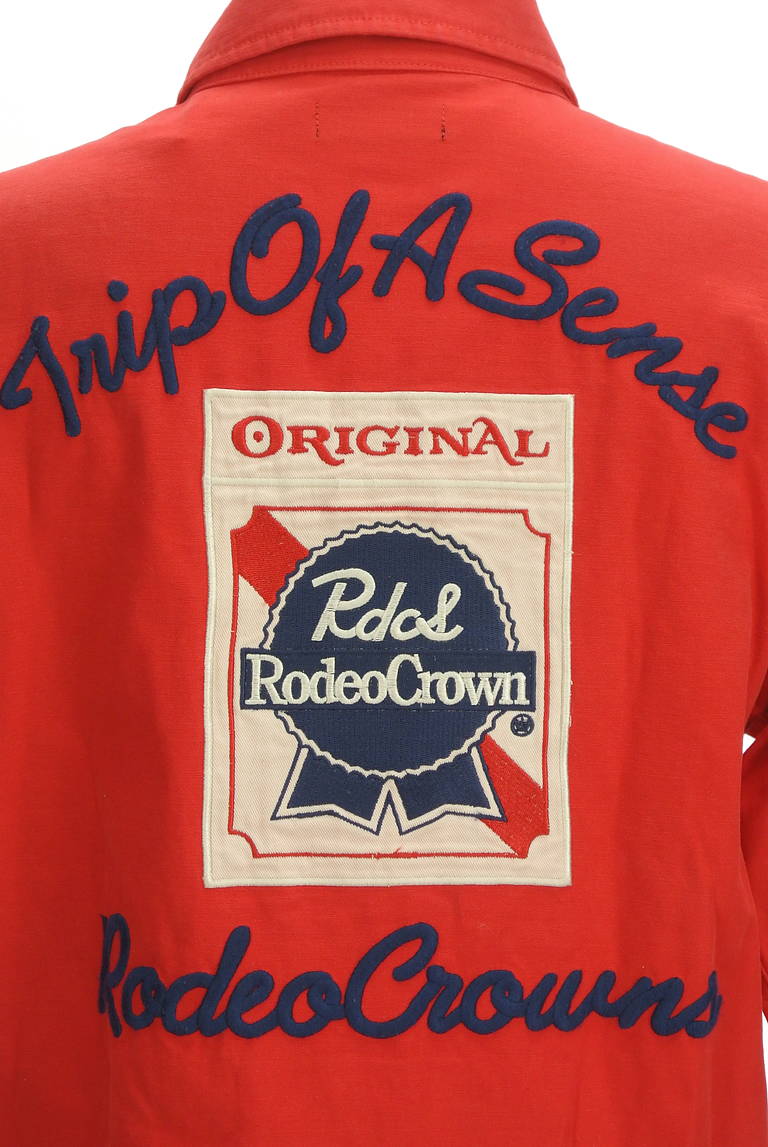 Trip Of A Sense
ORIGINAL
Rdcs
RodeoCrown
RodeoCrowns